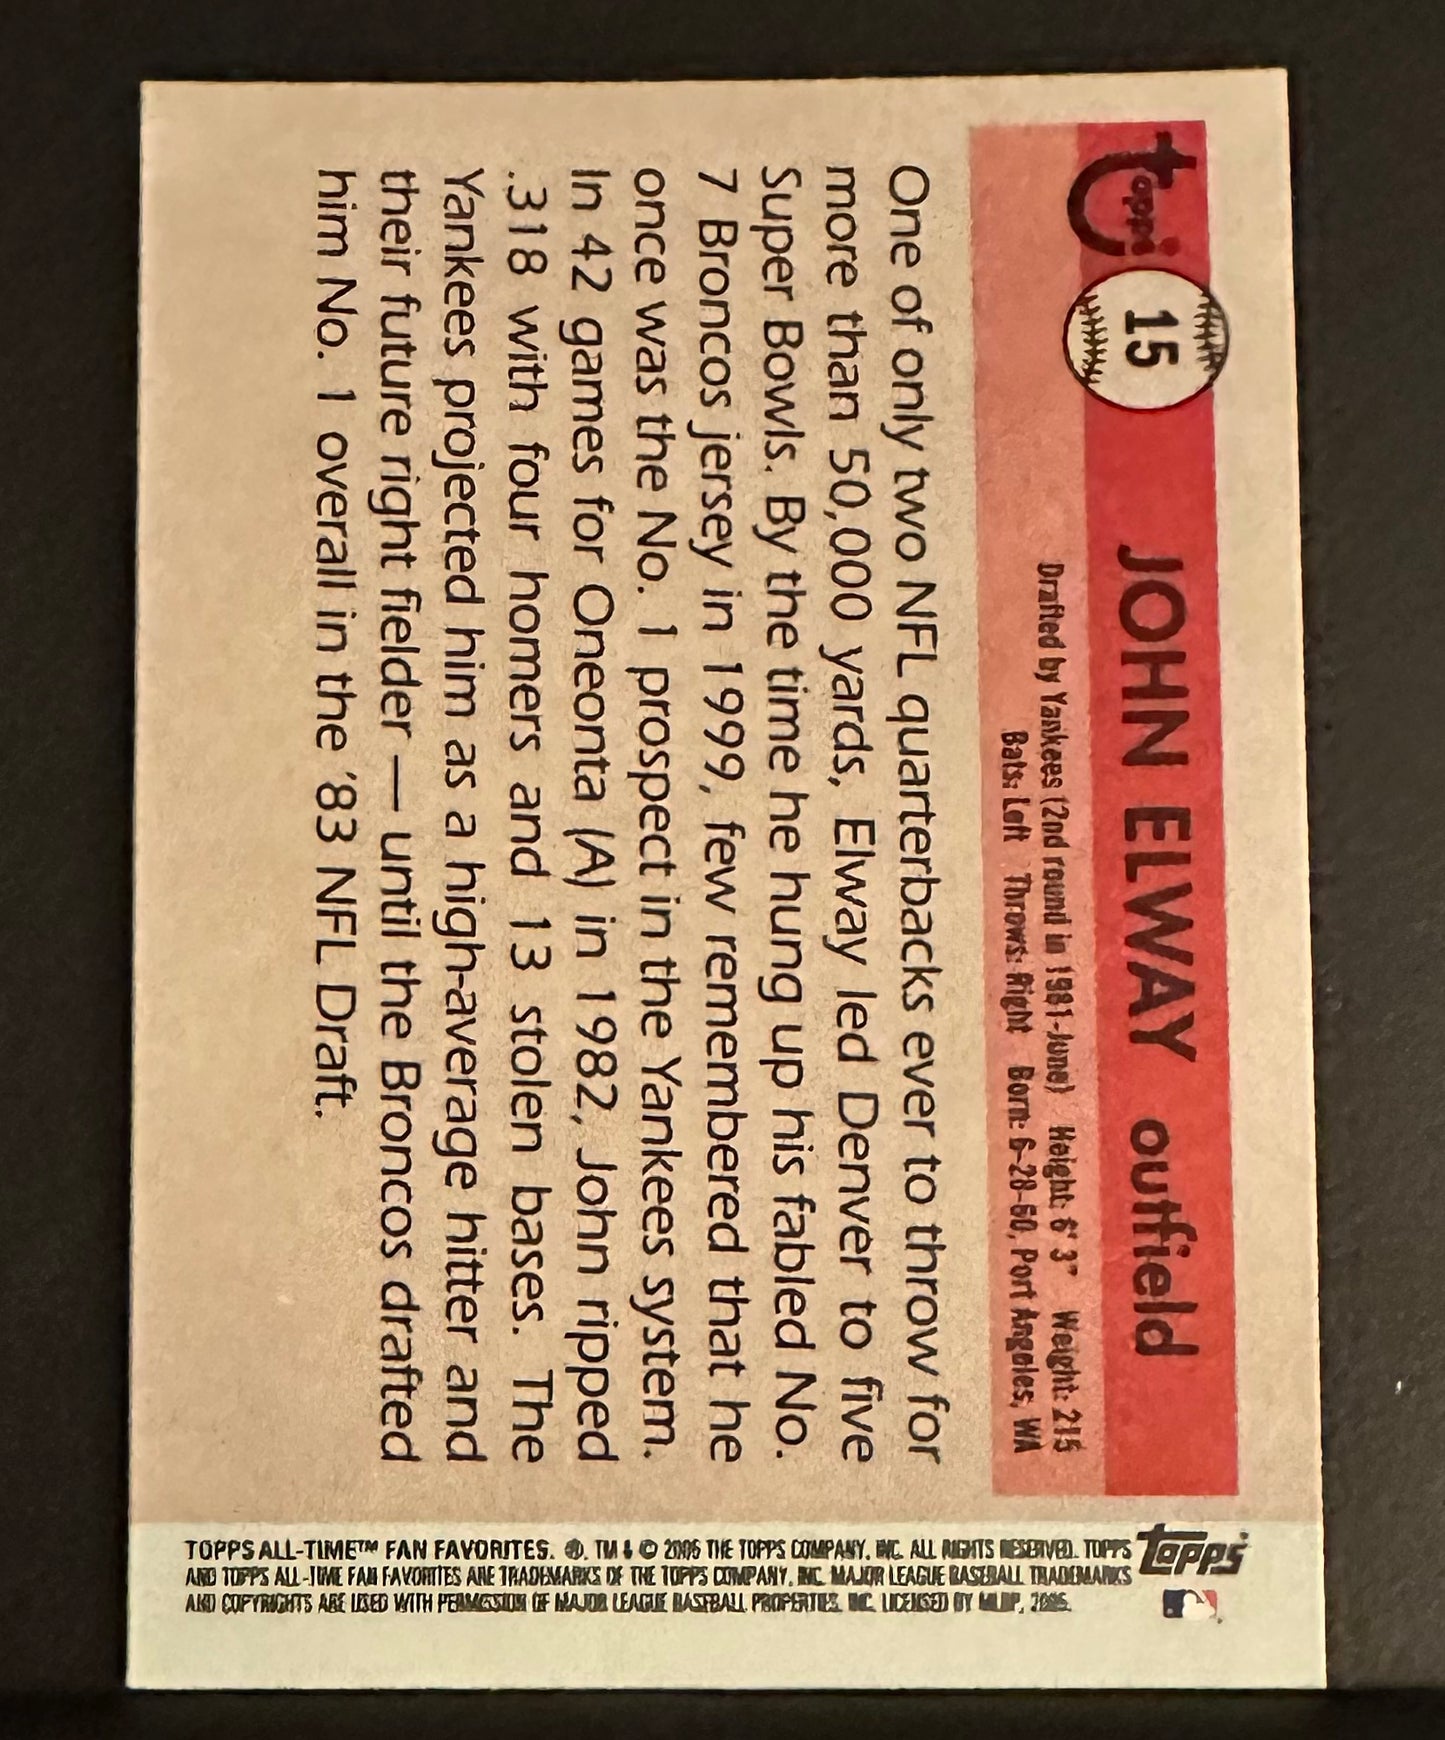 topps
15
JOHN ELWAY outfield
Drafted by Yankees (2nd round in 1981-June) Height: 6' 3" Weight: 215
Bats: Left Throws: Right Born: 6-28-60, Port Angeles, WA
One of only two NFL quarterbacks ever to throw for
more than 50,000 yards, Elway led Denver to five
Super Bowls. By the time he hung up his fabled No.
7 Broncos jersey in 1999, few remembered that he
once was the No. 1 prospect in the Yankees system.
In 42 games for Oneonta (A) in 1982, John ripped
.318 with four homers and 13 stolen bases. The
Yankees projected him as a high-average hitter and
their future right fielder — until the Broncos drafted
him No. 1 overall in the '83 NFL Draft.
TOPPS ALL-TIME™ FAN FAVORITES. ®, TM & © 2005 THE TOPPS COMPANY, INC. ALL RIGHTS RESERVED. TOPPS
AND TOPPS ALL-TIME FAN FAVORITES ARE TRADEMARKS OF THE TOPPS COMPANY, INC. MAJOR LEAGUE BASEBALL TRADEMARKS
AND COPYRIGHTS ARE USED WITH PERMISSION OF MAJOR LEAGUE BASEBALL PROPERTIES, INC. LICENSED BY MLBP, 2005.
topps